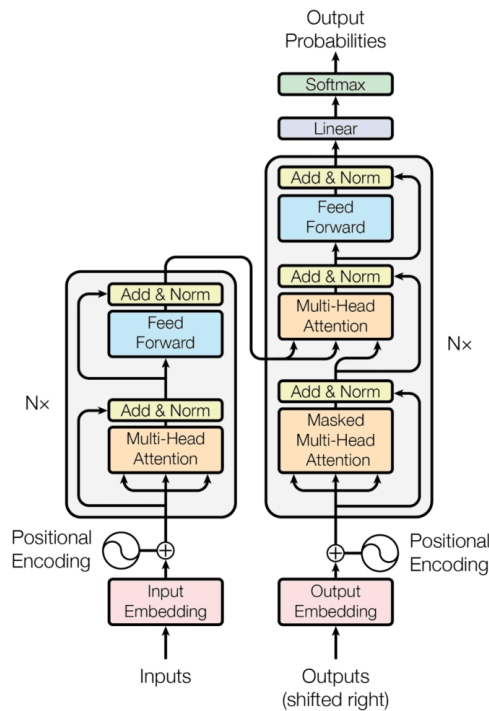 Output
Probabilities
Softmax
Linear
Add & Norm
Feed
Forward
Add & Norm
Multi-Head
Attention
Add & Norm
Masked
Multi-Head
Attention
N×
Add & Norm
Feed
Forward
Add & Norm
Multi-Head
Attention
N×
Positional
Encoding
Positional
Encoding
Input
Embedding
Output
Embedding
Inputs
Outputs
(shifted right)